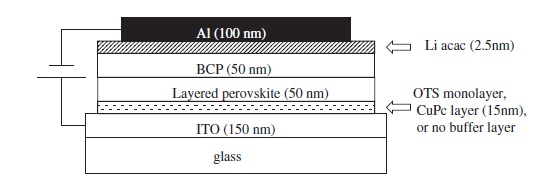 Al (100 nm)
Li acac (2.5nm)
BCP (50 nm)
Layered perovskite (50 nm)
OTS monolayer,
CuPc layer (15nm),
or no buffer layer
ITO (150 nm)
glass